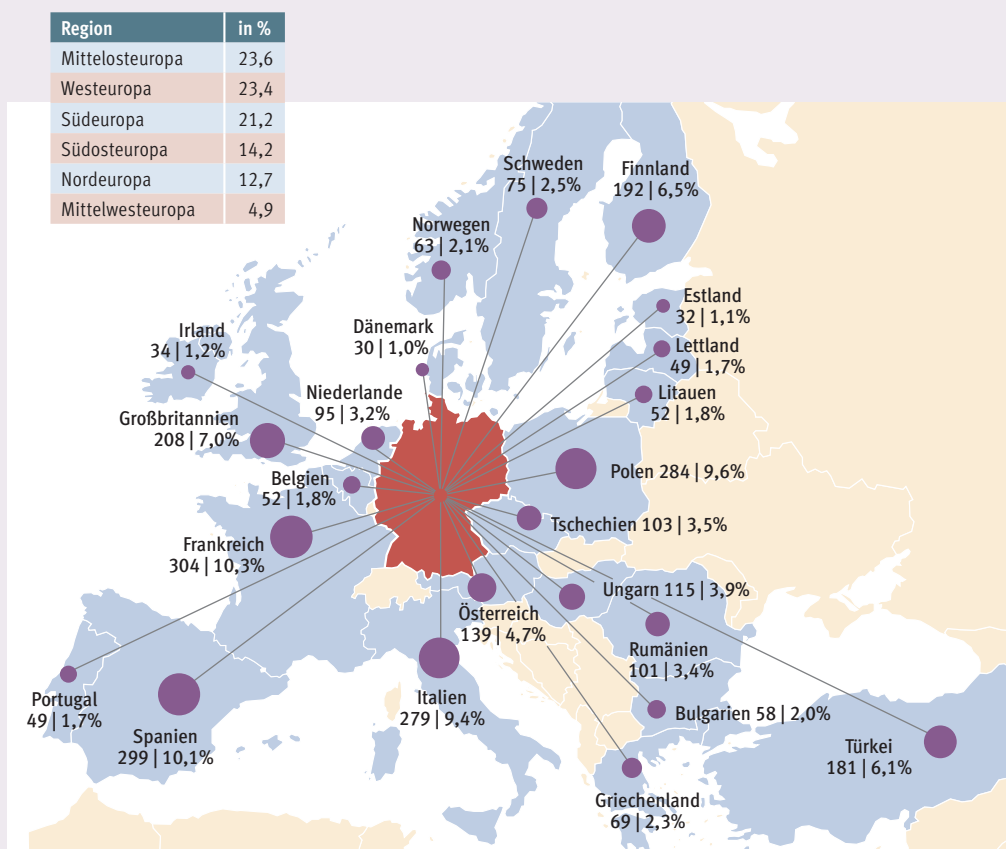 Region in %
Mittelosteuropa 23,6
Westeuropa 23,4
Südeuropa 21,2
Südosteuropa 14,2
Nordeuropa 12,7
Mittelwesteuropa 4,9
Schweden
75 | 2,5%
Finnland
192 | 6,5%
Norwegen
63 | 2,1%
Estland
32 | 1,1%
Irland
34 | 1,2%
Dänemark
30 | 1,0%
Lettland
49 | 1,7%
Niederlande
95 | 3,2%
Litauen
52 | 1,8%
Großbritannien
208 | 7,0%
Belgien
52 | 1,8%
Polen 284 | 9,6%
Tschechien 103 | 3,5%
Frankreich
304 | 10,3%
Ungarn 115 | 3,9%
Österreich
139 | 4,7%
Rumänien
101 | 3,4%
Portugal
49 | 1,7%
Italien
279 | 9,4%
Bulgarien 58 | 2,0%
Spanien
299 | 10,1%
Türkei
181 | 6,1%
Griechenland
69 | 2,3%